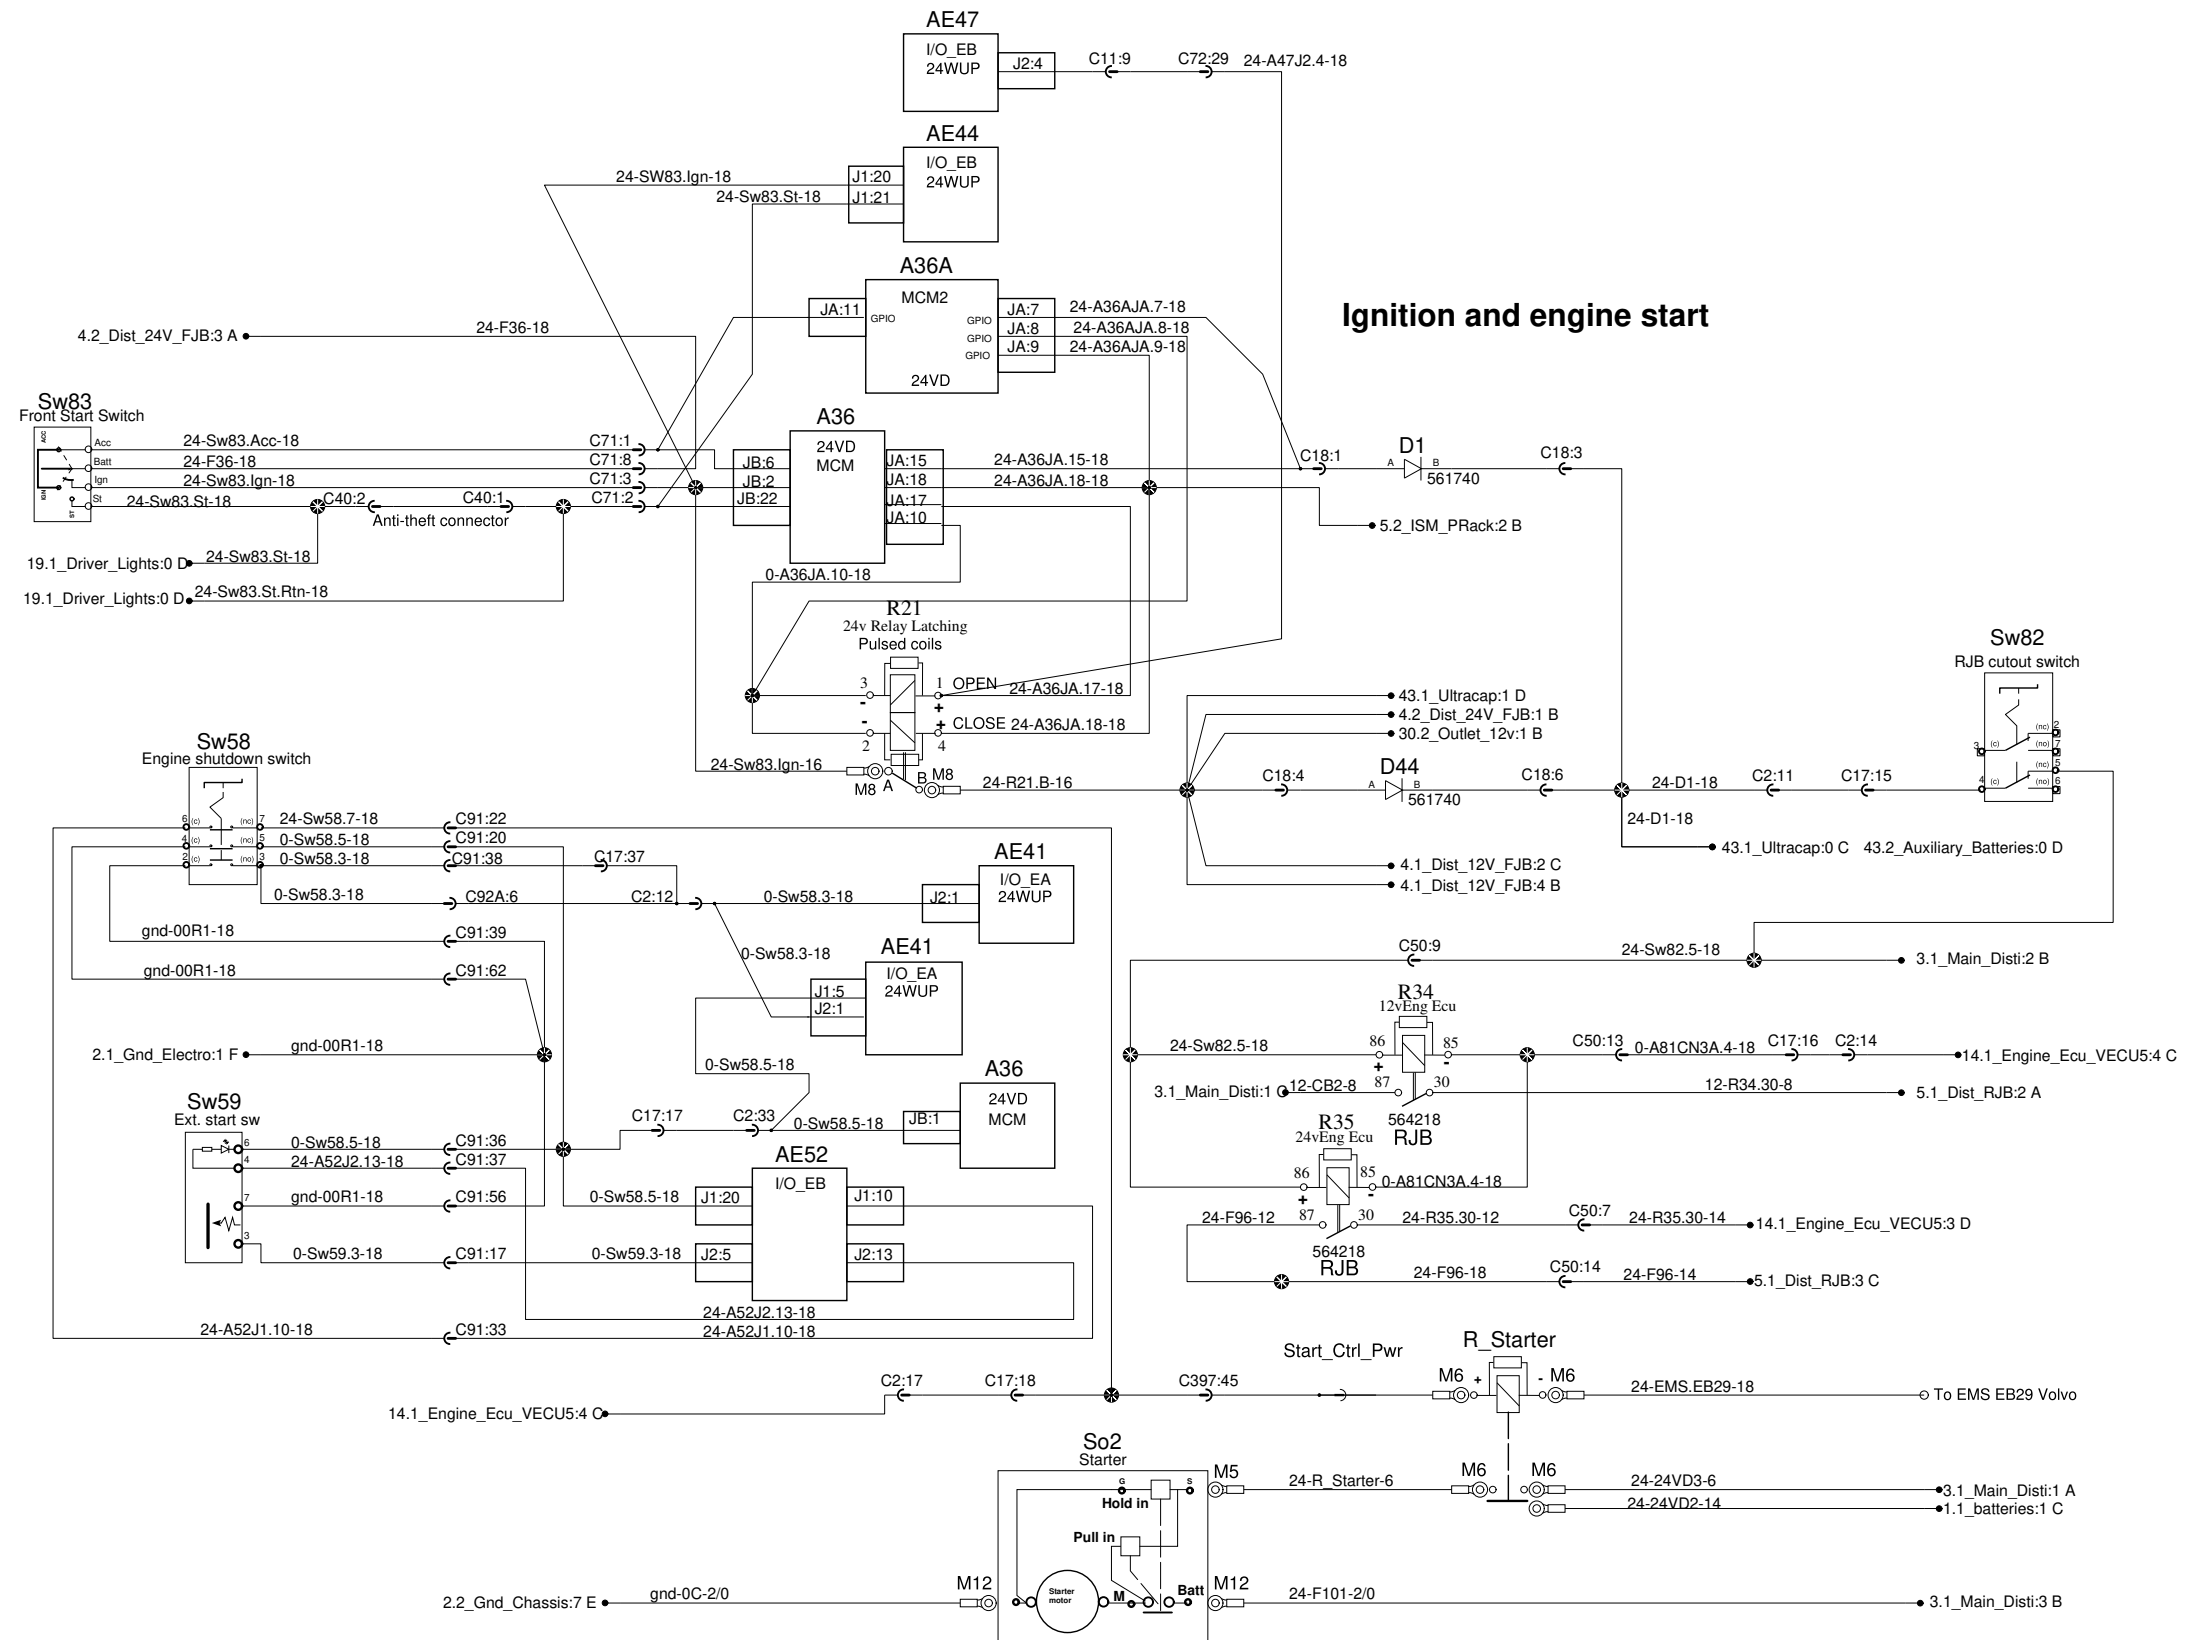 AE47
I/O_EB
24WUP
J2:4
C11:9
C72:29
24-A47J2.4-18
AE44
I/O_EB
24WUP
J1:20
J1:21
24-SW83.Ign-18
24-Sw83.St-18
A36A
MCM2
JA:11
GPIO
GPIO
GPIO
GPIO
JA:7
JA:8
JA:9
24VD
24-A36AJA.7-18
24-A36AJA.8-18
24-A36AJA.9-18
Ignition and engine start
4.2_Dist_24V_FJB:3 A
24-F36-18
Sw83
Front Start Switch
ACC
IGN
ST
Acc
Batt
Ign
St
24-Sw83.Acc-18
24-F36-18
24-Sw83.Ign-18
24-Sw83.St-18
C71:1
C71:8
C71:3
C71:2
C40:2
C40:1
Anti-theft connector
19.1_Driver_Lights:0 D
24-Sw83.St-18
19.1_Driver_Lights:0 D
24-Sw83.St.Rtn-18
A36
24VD
MCM
JB:6
JB:2
JB:22
JA:15
JA:18
JA:17
JA:10
24-A36JA.15-18
24-A36JA.18-18
C18:1
D1
A
B
561740
C18:3
5.2_ISM_PRack:2 B
0-A36JA.10-18
R21
24v Relay Latching
Pulsed coils
3
-
1
OPEN
+
24-A36JA.17-18
-
2
+
4
CLOSE
24-A36JA.18-18
24-Sw83.Ign-16
M8
A
B
M8
24-R21.B-16
43.1_Ultracap:1 D
4.2_Dist_24V_FJB:1 B
30.2_Outlet_12v:1 B
C18:4
D44
A
B
561740
C18:6
24-D1-18
C2:11
C17:15
24-D1-18
43.1_Ultracap:0 C
43.2_Auxiliary_Batteries:0 D
4.1_Dist_12V_FJB:2 C
4.1_Dist_12V_FJB:4 B
Sw82
RJB cutout switch
3
(c)
(nc)
2
(no)
7
4
(c)
(nc)
5
(no)
6
Sw58
Engine shutdown switch
6
(c)
(nc)
7
4
(c)
(nc)
5
2
(c)
(no)
3
24-Sw58.7-18
0-Sw58.5-18
0-Sw58.3-18
C91:22
C91:20
C91:38
C17:37
0-Sw58.3-18
C92A:6
C2:12
0-Sw58.3-18
AE41
I/O_EA
24WUP
J2:1
gnd-00R1-18
C91:39
gnd-00R1-18
C91:62
0-Sw58.3-18
AE41
I/O_EA
24WUP
J1:5
J2:1
2.1_Gnd_Electro:1 F
gnd-00R1-18
0-Sw58.5-18
A36
24VD
MCM
JB:1
C17:17
C2:33
0-Sw58.5-18
Sw59
Ext. start sw
6
4
7
3
0-Sw58.5-18
24-A52J2.13-18
gnd-00R1-18
0-Sw59.3-18
C91:36
C91:37
C91:56
C91:17
AE52
I/O_EB
0-Sw58.5-18
J1:20
J1:10
0-Sw59.3-18
J2:5
J2:13
24-A52J2.13-18
24-A52J1.10-18
C91:33
24-A52J1.10-18
C50:9
24-Sw82.5-18
3.1_Main_Disti:2 B
R34
12vEng Ecu
24-Sw82.5-18
86
+
85
-
C50:13
0-A81CN3A.4-18
C17:16
C2:14
14.1_Engine_Ecu_VECU5:4 C
3.1_Main_Disti:1 C
12-CB2-8
87
30
12-R34.30-8
5.1_Dist_RJB:2 A
564218
RJB
R35
24vEng Ecu
86
+
85
-
0-A81CN3A.4-18
24-F96-12
87
30
24-R35.30-12
C50:7
24-R35.30-14
14.1_Engine_Ecu_VECU5:3 D
564218
RJB
24-F96-18
C50:14
24-F96-14
5.1_Dist_RJB:3 C
14.1_Engine_Ecu_VECU5:4 C
C2:17
C17:18
C397:45
Start_Ctrl_Pwr
R_Starter
M6
+
-
M6
24-EMS.EB29-18
To EMS EB29 Volvo
So2
Starter
G
S
Hold in
Pull in
Starter
motor
M
Batt
M5
24-R_Starter-6
M6
M6
24-24VD3-6
3.1_Main_Disti:1 A
24-24VD2-14
1.1_batteries:1 C
2.2_Gnd_Chassis:7 E
gnd-0C-2/0
M12
M12
24-F101-2/0
3.1_Main_Disti:3 B